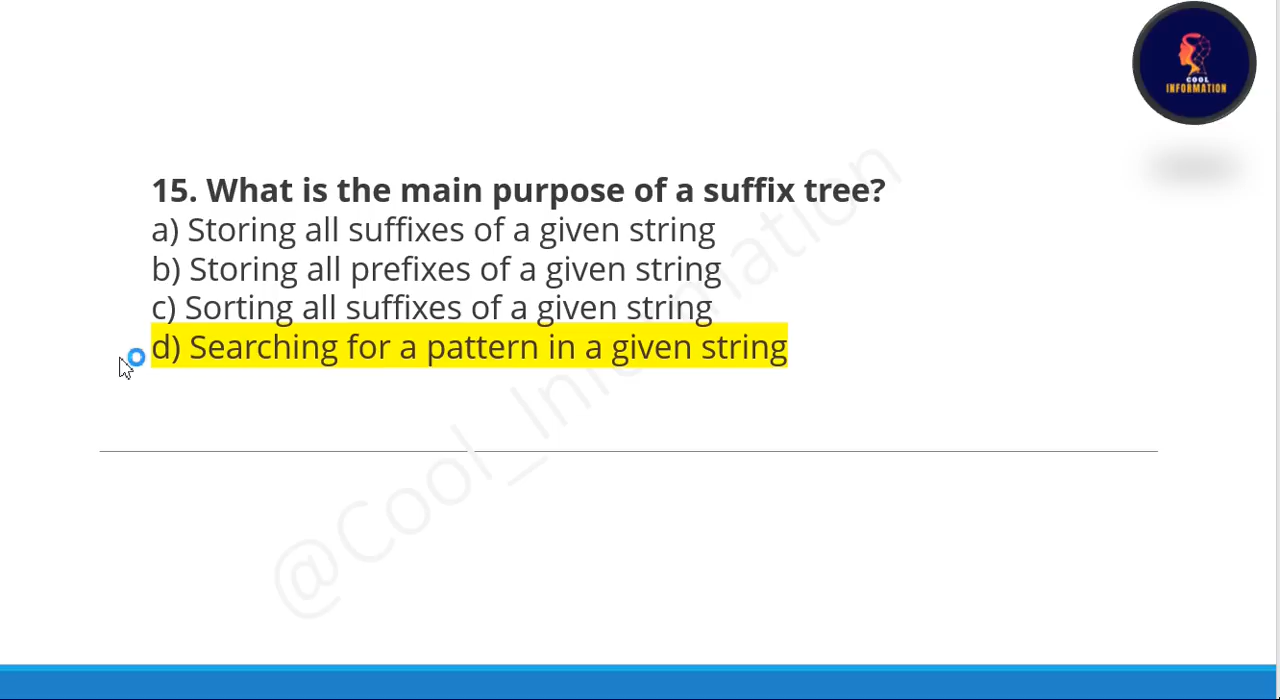 COOL
INFORMATION
15. What is the main purpose of a suffix tree?
a) Storing all suffixes of a given string
b) Storing all prefixes of a given string
c) Sorting all suffixes of a given string
d) Searching for a pattern in a given string
@Cool_Information